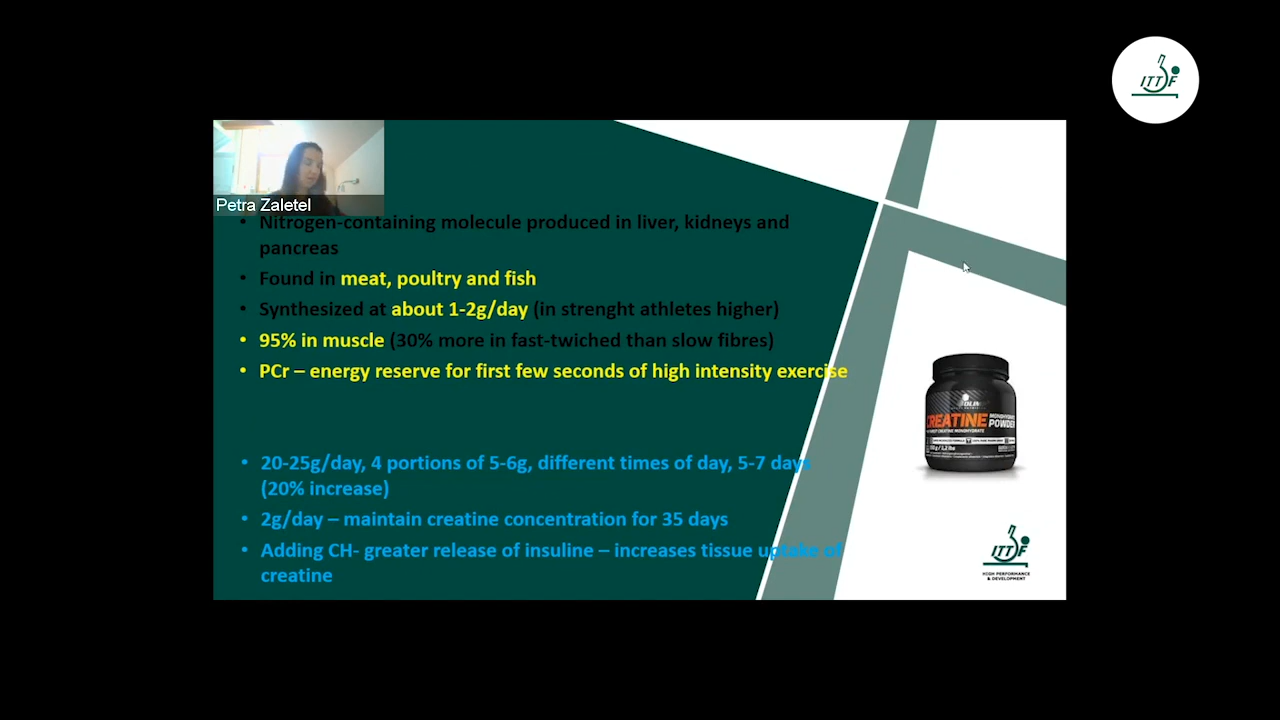 ITTF
Petra Zaletel
• Nitrogen-containing molecule produced in liver, kidneys and
pancreas
• Found in meat, poultry and fish
• Synthesized at about 1-2g/day (in strenght athletes higher)
• 95% in muscle (30% more in fast-twiched than slow fibres)
• PCr – energy reserve for first few seconds of high intensity exercise
• 20-25g/day, 4 portions of 5-6g, different times of day, 5-7 days
(20% increase)
• 2g/day – maintain creatine concentration for 35 days
• Adding CH- greater release of insuline – increases tissue uptake of
creatine
CREATINE
MONOHYDRATE
POWDER
ITTF
HIGH PERFORMANCE
& DEVELOPMENT